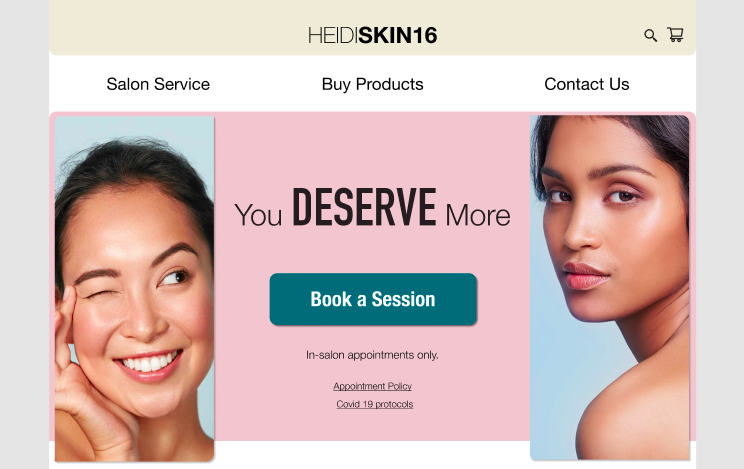 HEIDISKIN16
Salon Service
Buy Products
Contact Us
You DESERVE More
Book a Session
In-salon appointments only.
Appointment Policy
Covid 19 protocols